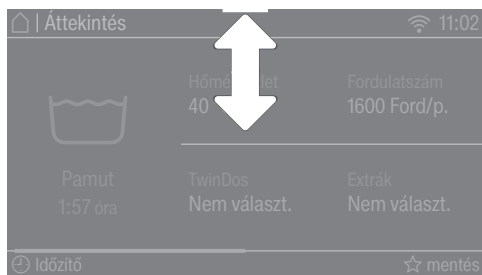 | Áttekintés 11:02
Fordulatszám
40 1600 Ford/p.
Pamut TwinDos Extrák
1:57 óra Nem választ. Nem választ.
Időzítő mentés